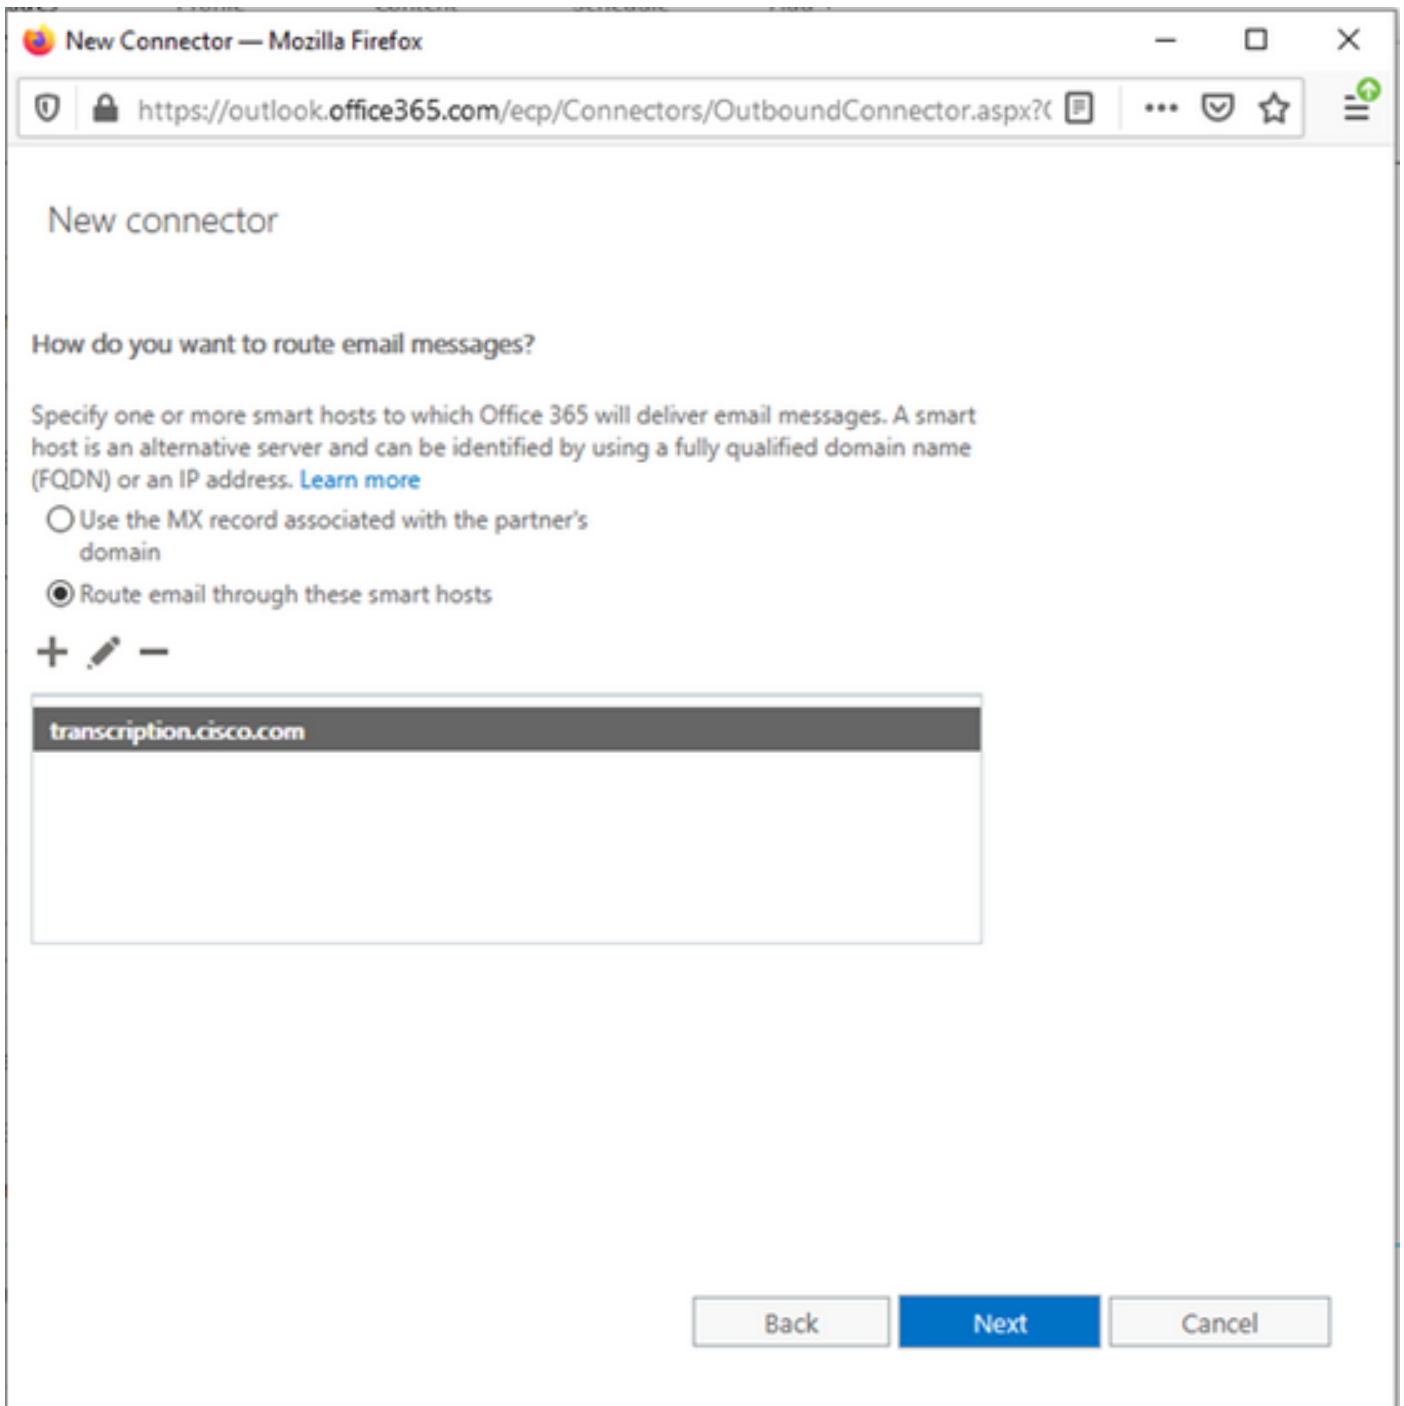 New Connector — Mozilla Firefox
https://outlook.office365.com/ecp/Connectors/OutboundConnector.aspx?(
New connector
How do you want to route email messages?
Specify one or more smart hosts to which Office 365 will deliver email messages. A smart
host is an alternative server and can be identified by using a fully qualified domain name
(FQDN) or an IP address. Learn more
Use the MX record associated with the partner's
domain
Route email through these smart hosts
transcription.cisco.com
Back Next Cancel